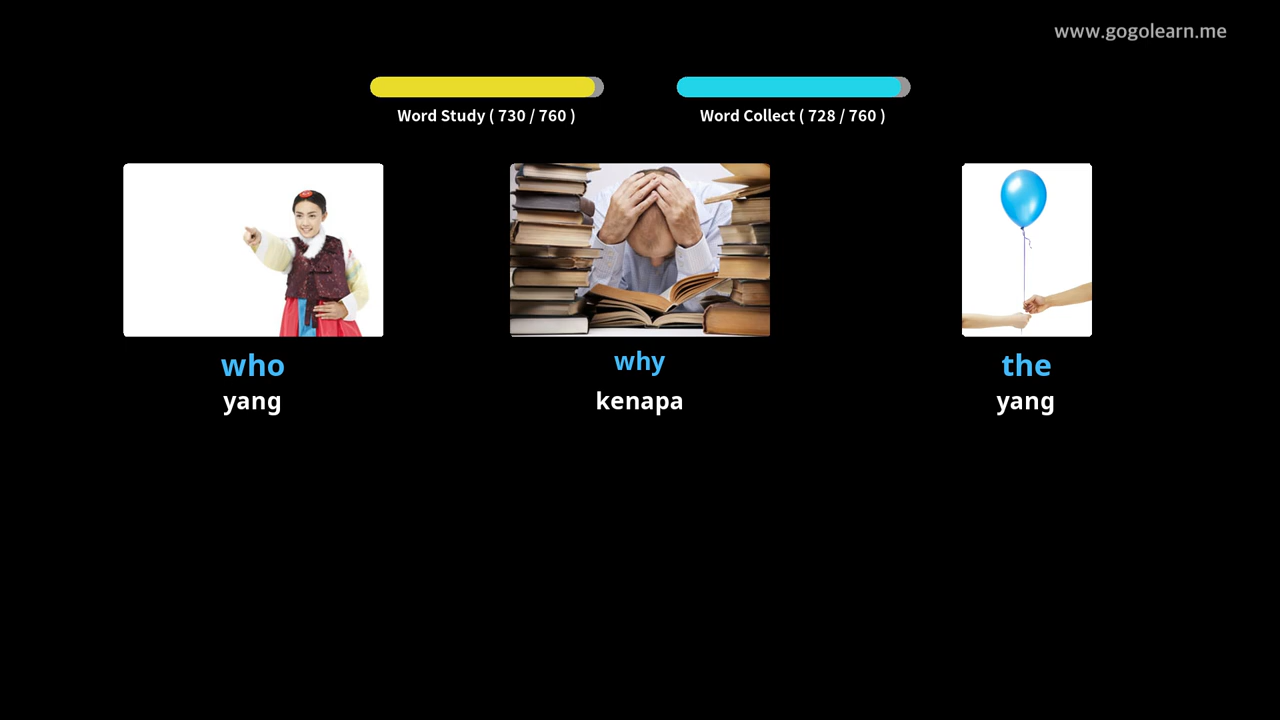 www.gogolearn.me
Word Study ( 730 / 760 )
Word Collect ( 728 / 760 )
who
yang
why
kenapa
the
yang